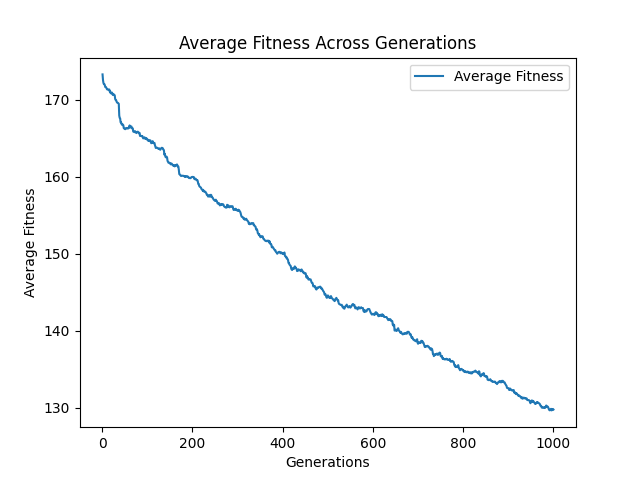 Average Fitness Across Generations
Average Fitness
Average Fitness
170
160
150
140
130
0 200 400 600 800 1000
Generations